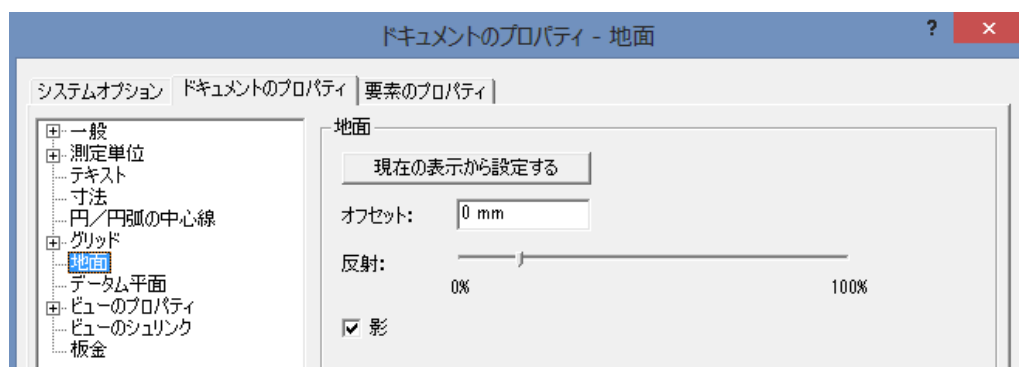 ドキュメントのプロパティ - 地面
?
×
システムオプション
ドキュメントのプロパティ
要素のプロパティ
一般
測定単位
テキスト
寸法
円/円弧の中心線
グリッド
地面
データム平面
ビューのプロパティ
ビューのシュリンク
板金
地面
現在の表示から設定する
オフセット: 0 mm
反射:
0% 100%
影